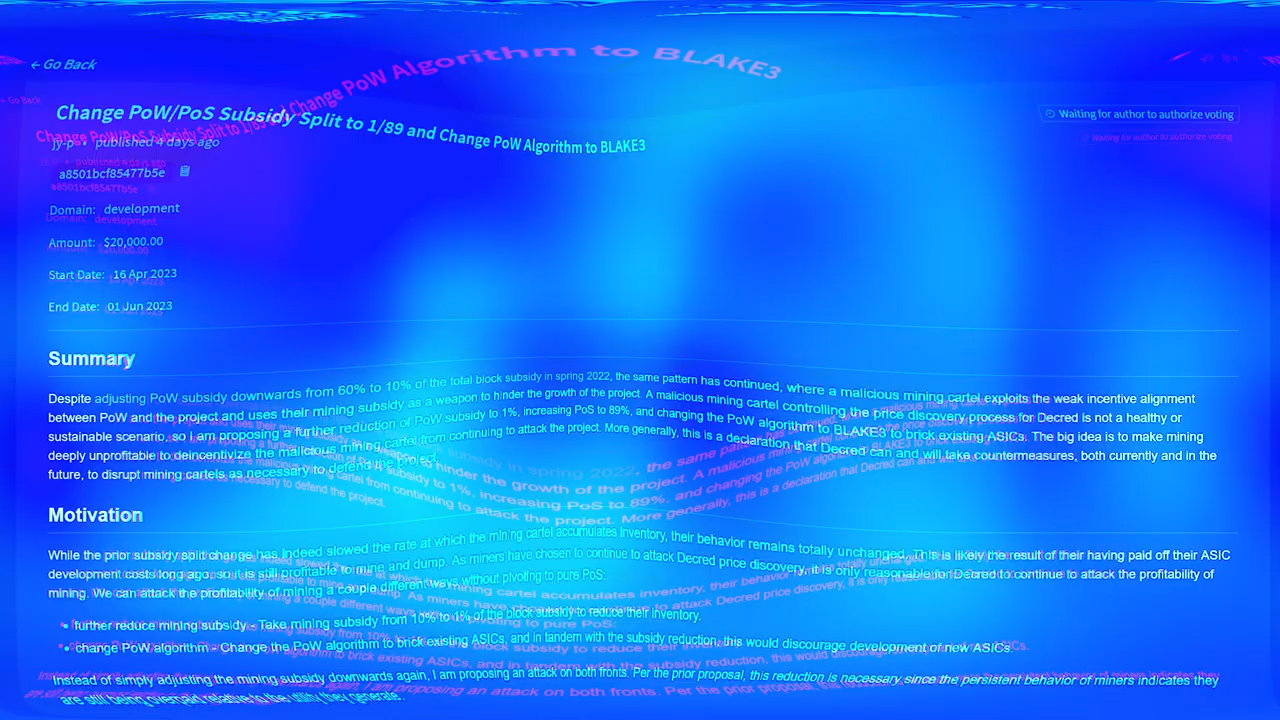 ← Go Back
Change PoW/PoS Subsidy Split to 1/89 and Change PoW Algorithm to BLAKE3
Waiting for author to authorize voting
jy-p • published 4 days ago
a8501bcf85477b5e
Domain: development
Amount: $20,000.00
Start Date: 16 Apr 2023
End Date: 01 Jun 2023
Summary
Despite adjusting PoW subsidy downwards from 60% to 10% of the total block subsidy in spring 2022, the same pattern has continued, where a malicious mining cartel exploits the weak incentive alignment
between PoW and the project and uses their mining subsidy as a weapon to hinder the growth of the project. A malicious mining cartel controlling the price discovery process for Decred is not a healthy or
sustainable scenario, so i am proposing a further reduction of PoW subsidy to 1%, increasing PoS to 89%, and changing the PoW algorithm to BLAKE3 to brick existing ASICs. The big idea is to make mining
deeply unprofitable to deincentivize the malicious mining cartel from continuing to attack the project. More generally, this is a declaration that Decred can and will take countermeasures, both currently and in the
future, to disrupt mining cartels as necessary to defend the project.
Motivation
While the prior subsidy split change has indeed slowed the rate at which the mining cartel accumulates inventory, their behavior remains totally unchanged. This is likely the result of their having paid off their ASIC
development costs long ago, so it is still profitable to mine and dump. As miners have chosen to continue to attack Decred price discovery, it is only reasonable for Decred to continue to attack the profitability of
mining. We can attack the profitability of mining a couple different ways without pivoting to pure PoS:
• further reduce mining subsidy - Take mining subsidy from 10% to 1% of the block subsidy to reduce their inventory.
• change PoW algorithm - Change the PoW algorithm to brick existing ASICs, and in tandem with the subsidy reduction, this would discourage development of new ASICs.
Instead of simply adjusting the mining subsidy downwards again, I am proposing an attack on both fronts. Per the prior proposal, this reduction is necessary since the persistent behavior of miners indicates they
are still being overpaid relative to the utility they generate.